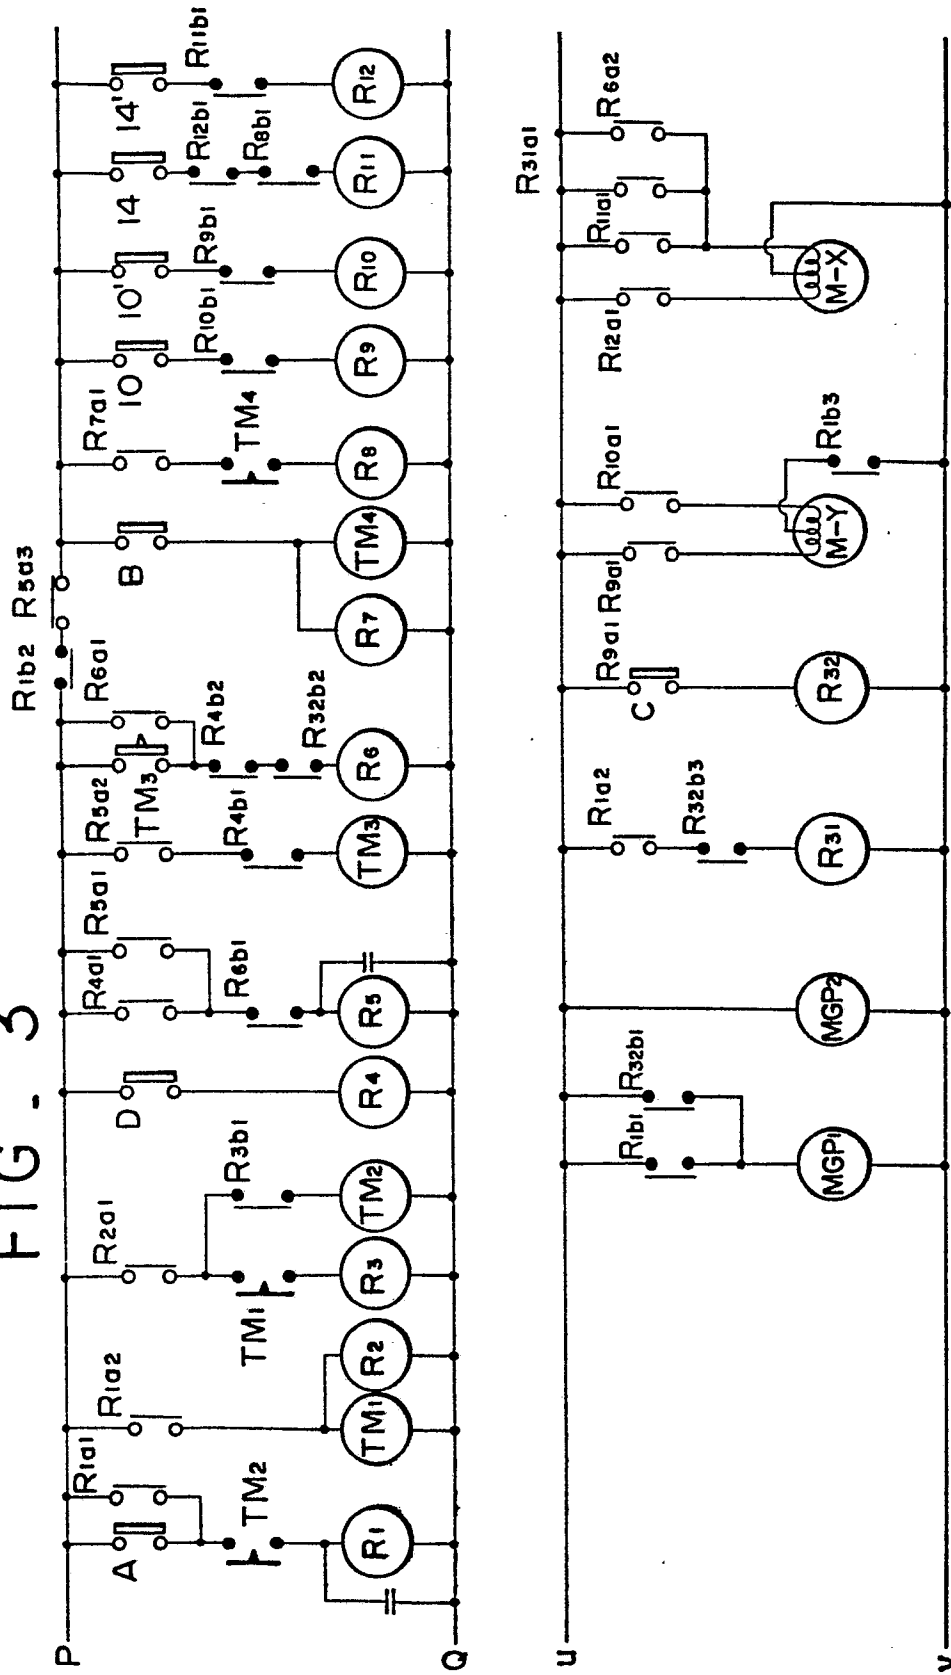 FIG - 3
P
A
R1a1
TM2
R1
R1a2
TM1
R2
R2a1
TM1
R3
R3b1
TM2
D
R4
R4a1
R5a1
R6b1
R5
R5a2
R4b1
TM3
TM3
R6a1
R4b2
R32b2
R6
R1b2
R5a3
B
R7
TM4
R7a1
TM4
R8
10
R10b1
R9
10'
R9b1
R10
14
R12b1
R8b1
R11
14'
R11b1
R12
Q
U
R1b1
R32b1
MGP1
MGP2
R1a2
R32b3
R31
R9a1
C
R32
R9a1
R10a1
M-Y
R1b3
R12a1
R11a1
R31a1
R6a2
M-X